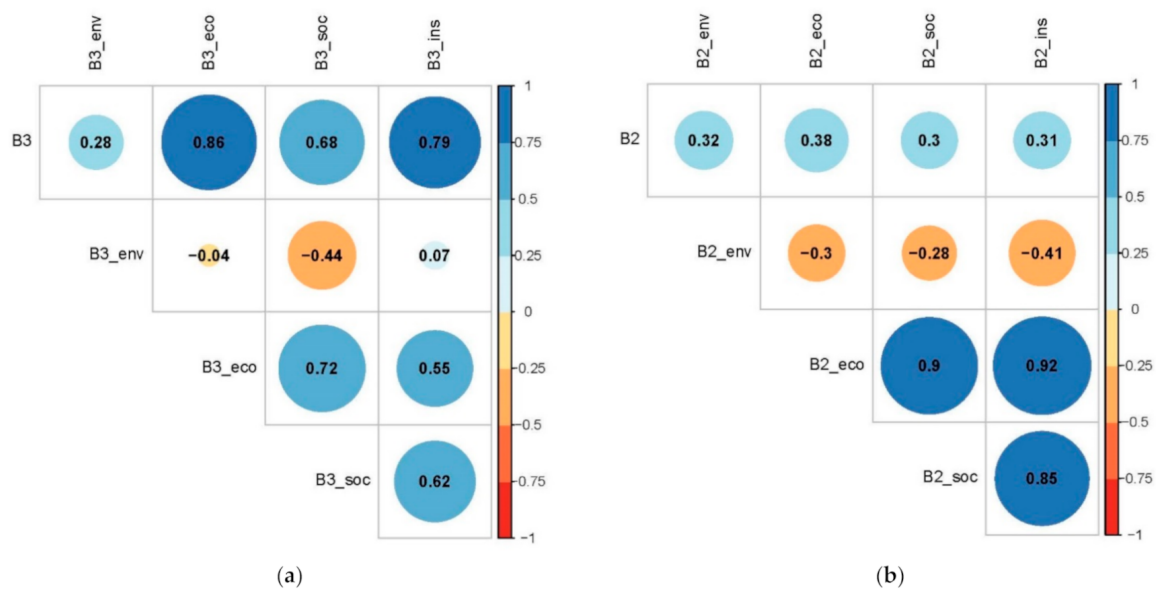 B3_env B3_eco B3_soc B3_ins
B3 0.28 0.86 0.68 0.79
B3_env −0.04 −0.44 0.07
B3_eco 0.72 0.55
B3_soc 0.62
1
0.75
0.5
0.25
0
−0.25
−0.5
−0.75
−1
(a)
B2_env B2_eco B2_soc B2_ins
B2 0.32 0.38 0.3 0.31
B2_env −0.3 −0.28 −0.41
B2_eco 0.9 0.92
B2_soc 0.85
1
0.75
0.5
0.25
0
−0.25
−0.5
−0.75
−1
(b)